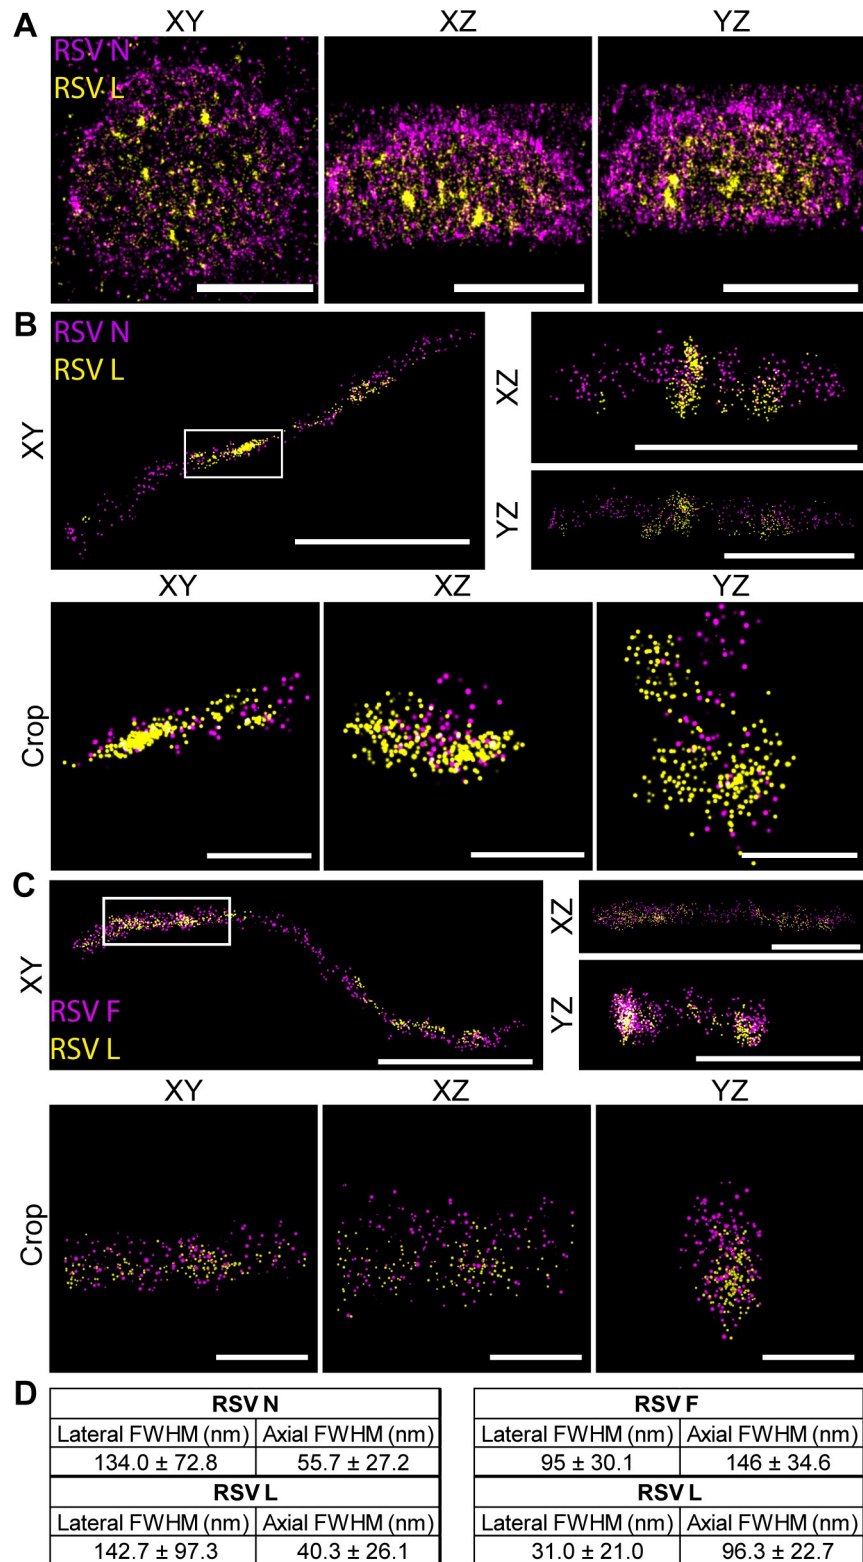 A
XY
XZ
YZ
RSV N
RSV L
B
RSV N
RSV L
XY
XZ
YZ
XY
XZ
YZ
Crop
C
XY
RSV F
RSV L
XZ
YZ
XY
XZ
YZ
Crop
D
RSV N
Lateral FWHM (nm) Axial FWHM (nm)
134.0 ± 72.8 55.7 ± 27.2
RSV L
Lateral FWHM (nm) Axial FWHM (nm)
142.7 ± 97.3 40.3 ± 26.1
RSV F
Lateral FWHM (nm) Axial FWHM (nm)
95 ± 30.1 146 ± 34.6
RSV L
Lateral FWHM (nm) Axial FWHM (nm)
31.0 ± 21.0 96.3 ± 22.7